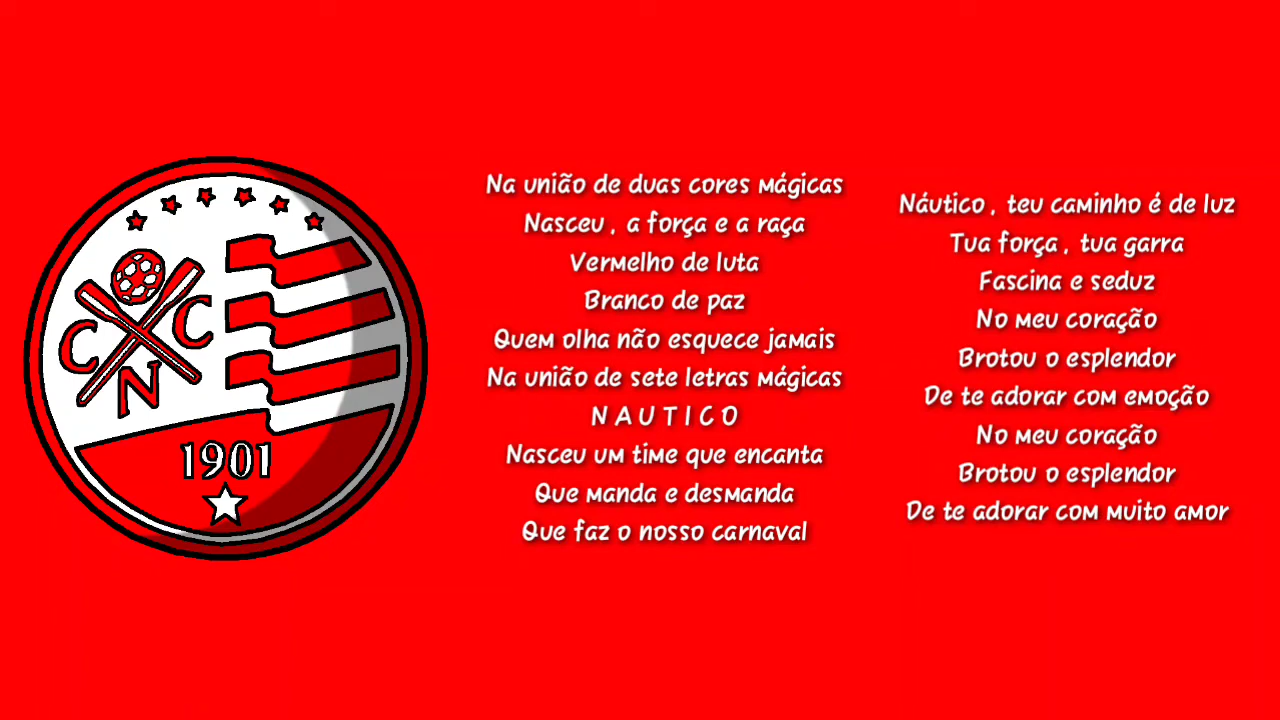 C
C
N
1901
Na união de duas cores mágicas
Nasceu , a força e a raça
Vermelho de luta
Branco de paz
Quem olha não esquece jamais
Na união de sete letras mágicas
N A U T I C O
Nasceu um time que encanta
Que manda e desmanda
Que faz o nosso carnaval
Náutico , teu caminho é de luz
Tua força , tua garra
Fascina e seduz
No meu coração
Brotou o esplendor
De te adorar com emoção
No meu coração
Brotou o esplendor
De te adorar com muito amor